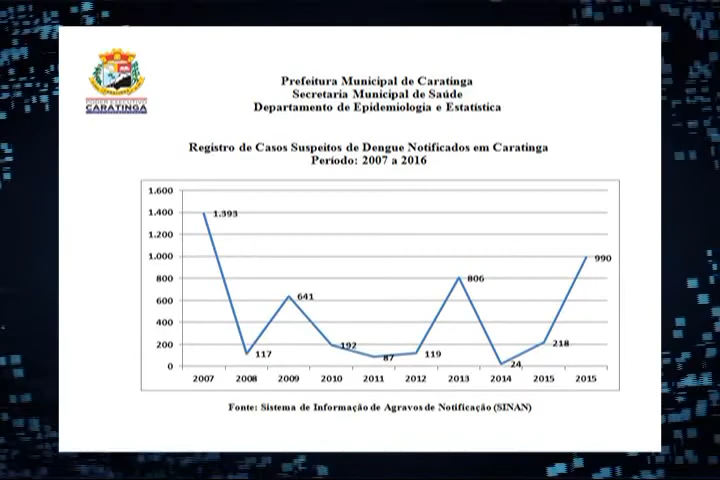 Prefeitura Municipal de Caratinga
Secretaria Municipal de Saúde
Departamento de Epidemiologia e Estatística
CARATINGA
Registro de Casos Suspeitos de Dengue Notificados em Caratinga
Período: 2007 a 2016
1.600
1.400
1.200
1.000
800
600
400
200
0
1.393
117
641
192
87
119
806
24
218
990
2007 2008 2009 2010 2011 2012 2013 2014 2015 2015
Fonte: Sistema de Informação de Agravos de Notificação (SINAN)